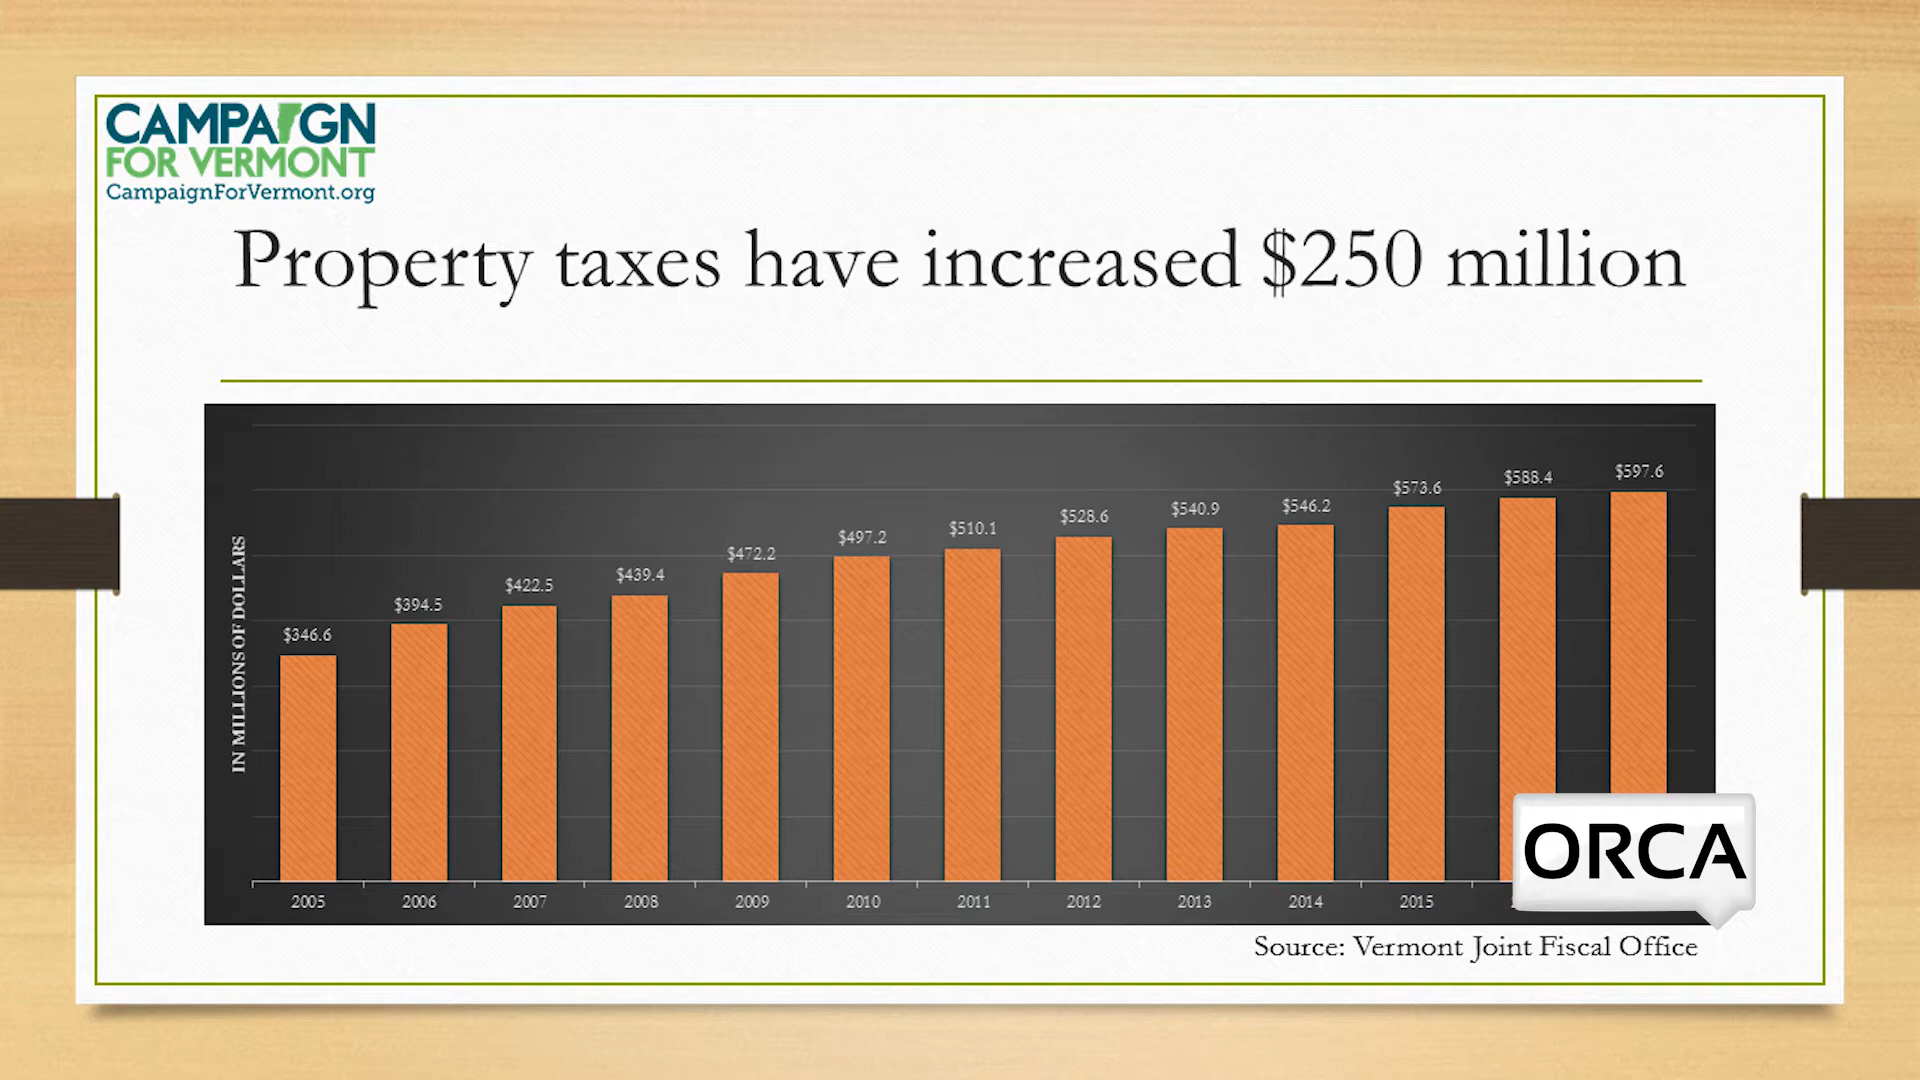 CAMPAIGN
FOR VERMONT
CampaignForVermont.org
Property taxes have increased $250 million
IN MILLIONS OF DOLLARS
$346.6 $394.5 $422.5 $439.4 $472.2 $497.2 $510.1 $528.6 $540.9 $546.2 $573.6 $588.4 $597.6
2005 2006 2007 2008 2009 2010 2011 2012 2013 2014 2015
ORCA
Source: Vermont Joint Fiscal Office